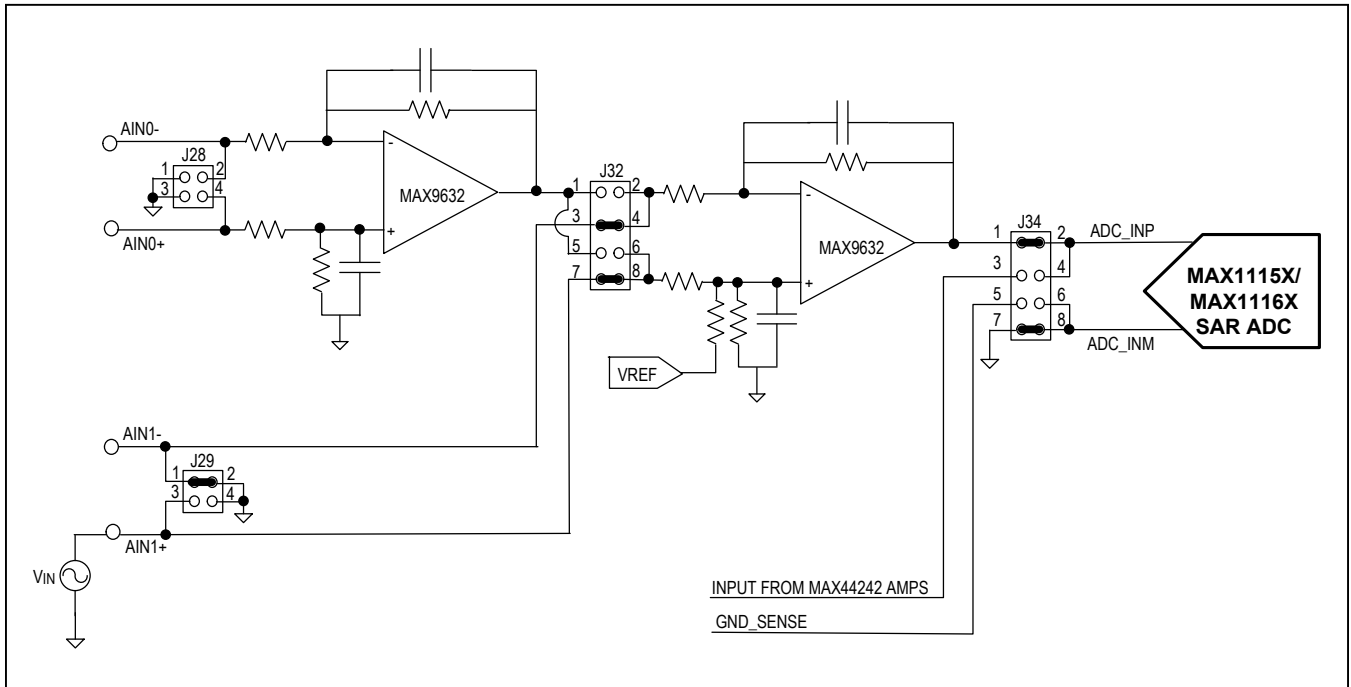 AIN0-
J28
1 2
3 4
AIN0+
-
MAX9632
+
J32
1 2
3 4
5 6
7 8
-
MAX9632
+
VREF
J34
1 2
3 4
5 6
7 8
ADC_INP
ADC_INM
MAX1115X/
MAX1116X
SAR ADC
AIN1-
J29
1 2
3 4
AIN1+
VIN
INPUT FROM MAX44242 AMPS
GND_SENSE